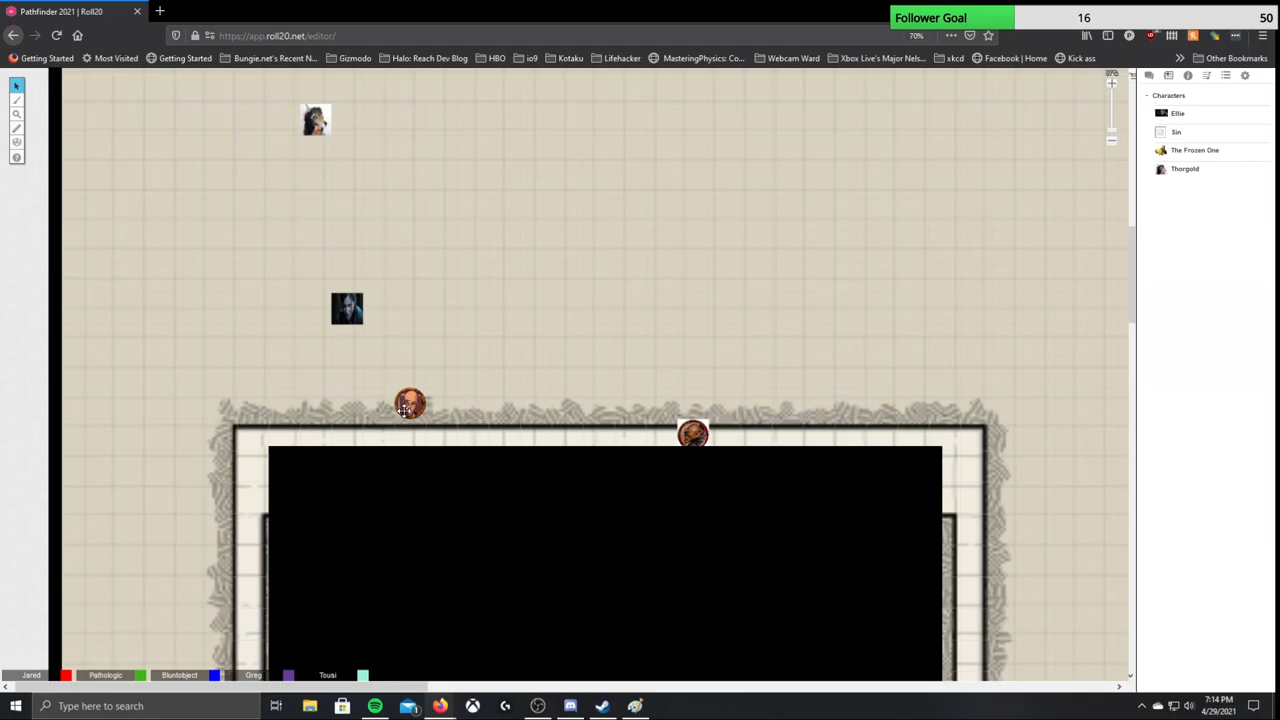 Pathfinder 2021 | Roll20
Follower Goal 16 50
https://app.roll20.net/editor/ 70%
Getting Started Most Visited Getting Started Bungie.net's Recent N... Gizmodo Halo: Reach Dev Blog HBO io9 Kotaku Lifehacker MasteringPhysics: Co... Webcam Ward Xbox Live's Major Nels... xkcd Facebook | Home Kick ass Other Bookmarks
Characters
Ellie
Sin
The Frozen One
Thorgold
Jared Pathologic Bluntobject Greg Tousi
Type here to search
7:14 PM
4/29/2021